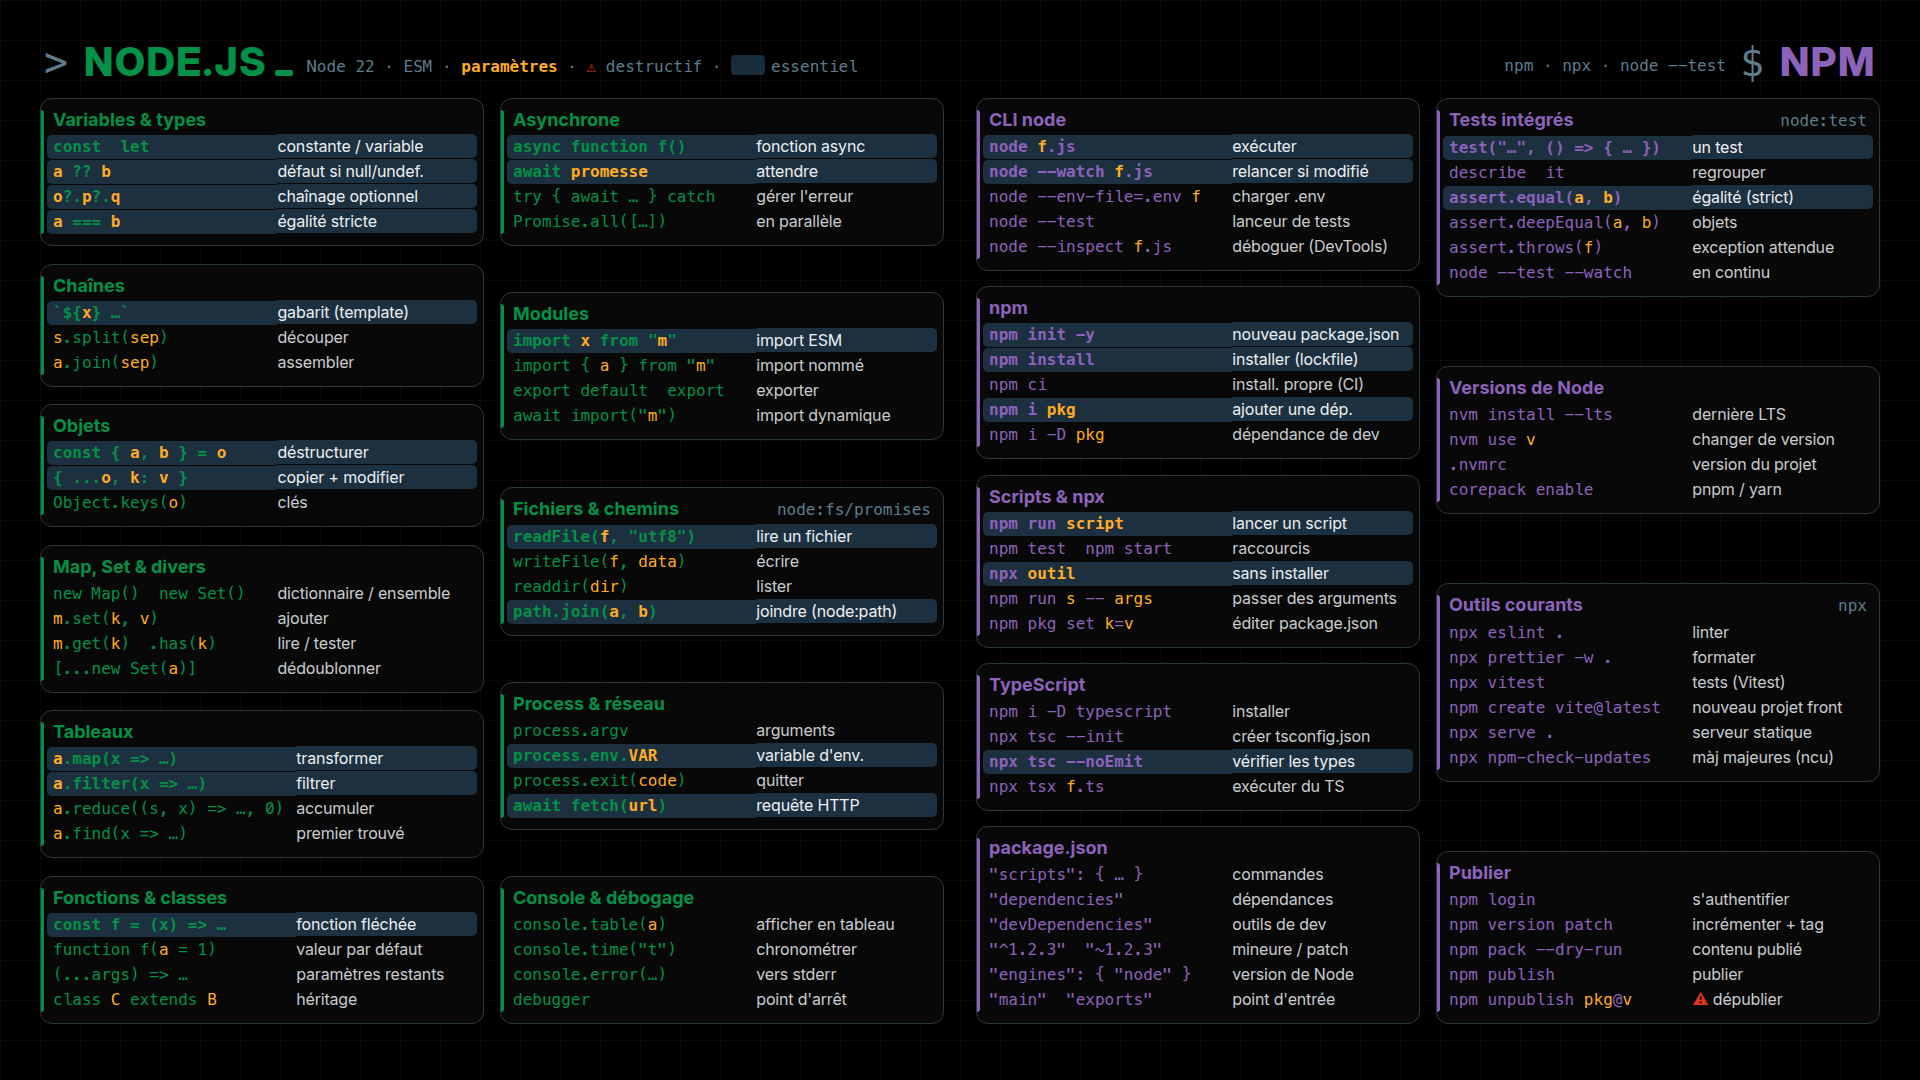 > NODE.JS_ Node 22 · ESM · paramètres · ⚠ destructif · essentiel
npm · npx · node --test $ NPM
Variables & types
const let constante / variable
a ?? b défaut si null/undef.
o?.p?.q chaînage optionnel
a === b égalité stricte
Chaînes
`${x} …` gabarit (template)
s.split(sep) découper
a.join(sep) assembler
Objets
const { a, b } = o déstructurer
{ ...o, k: v } copier + modifier
Object.keys(o) clés
Map, Set & divers
new Map() new Set() dictionnaire / ensemble
m.set(k, v) ajouter
m.get(k) .has(k) lire / tester
[...new Set(a)] dédoublonner
Tableaux
a.map(x => …) transformer
a.filter(x => …) filtrer
a.reduce((s, x) => …, 0) accumuler
a.find(x => …) premier trouvé
Fonctions & classes
const f = (x) => … fonction fléchée
function f(a = 1) valeur par défaut
(...args) => … paramètres restants
class C extends B héritage
Asynchrone
async function f() fonction async
await promesse attendre
try { await … } catch gérer l'erreur
Promise.all([…]) en parallèle
Modules
import x from "m" import ESM
import { a } from "m" import nommé
export default export exporter
await import("m") import dynamique
Fichiers & chemins node:fs/promises
readFile(f, "utf8") lire un fichier
writeFile(f, data) écrire
readdir(dir) lister
path.join(a, b) joindre (node:path)
Process & réseau
process.argv arguments
process.env.VAR variable d'env.
process.exit(code) quitter
await fetch(url) requête HTTP
Console & débogage
console.table(a) afficher en tableau
console.time("t") chronométrer
console.error(…) vers stderr
debugger point d'arrêt
CLI node
node f.js exécuter
node --watch f.js relancer si modifié
node --env-file=.env f charger .env
node --test lanceur de tests
node --inspect f.js déboguer (DevTools)
npm
npm init -y nouveau package.json
npm install installer (lockfile)
npm ci install. propre (CI)
npm i pkg ajouter une dép.
npm i -D pkg dépendance de dev
Scripts & npx
npm run script lancer un script
npm test npm start raccourcis
npx outil sans installer
npm run s -- args passer des arguments
npm pkg set k=v éditer package.json
TypeScript
npm i -D typescript installer
npx tsc --init créer tsconfig.json
npx tsc --noEmit vérifier les types
npx tsx f.ts exécuter du TS
package.json
"scripts": { … } commandes
"dependencies" dépendances
"devDependencies" outils de dev
"^1.2.3" "~1.2.3" mineure / patch
"engines": { "node" } version de Node
"main" "exports" point d'entrée
Tests intégrés node:test
test("…", () => { … }) un test
describe it regrouper
assert.equal(a, b) égalité (strict)
assert.deepEqual(a, b) objets
assert.throws(f) exception attendue
node --test --watch en continu
Versions de Node
nvm install --lts dernière LTS
nvm use v changer de version
.nvmrc version du projet
corepack enable pnpm / yarn
Outils courants npx
npx eslint . linter
npx prettier -w . formater
npx vitest tests (Vitest)
npm create vite@latest nouveau projet front
npx serve . serveur statique
npx npm-check-updates màj majeures (ncu)
Publier
npm login s'authentifier
npm version patch incrémenter + tag
npm pack --dry-run contenu publié
npm publish publier
npm unpublish pkg@v ⚠ dépublier